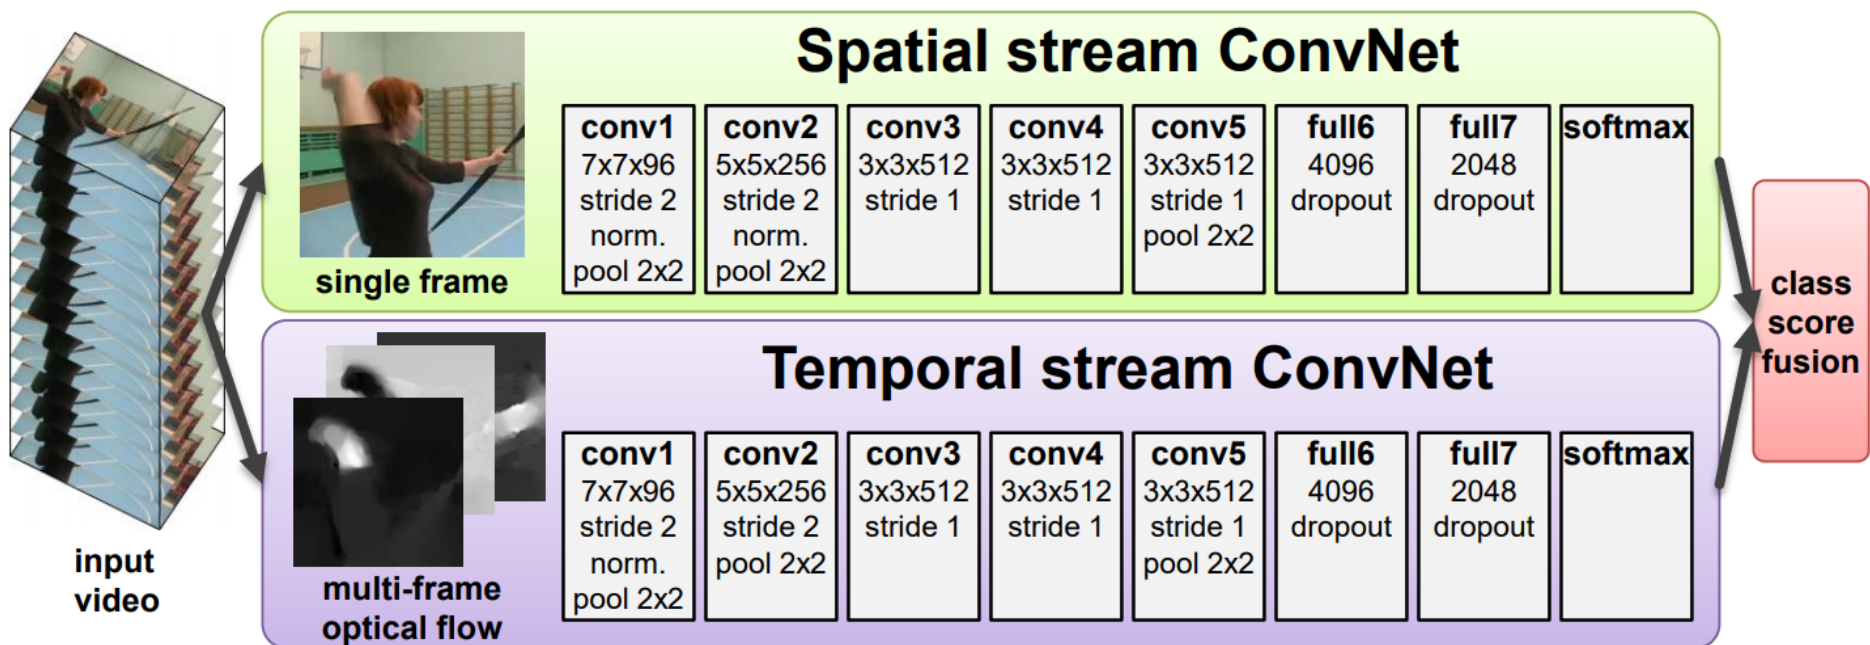 Spatial stream ConvNet
conv1
7x7x96
stride 2
norm.
pool 2x2
conv2
5x5x256
stride 2
norm.
pool 2x2
conv3
3x3x512
stride 1
conv4
3x3x512
stride 1
conv5
3x3x512
stride 1
pool 2x2
full6
4096
dropout
full7
2048
dropout
softmax
single frame
Temporal stream ConvNet
conv1
7x7x96
stride 2
norm.
pool 2x2
conv2
5x5x256
stride 2
pool 2x2
conv3
3x3x512
stride 1
conv4
3x3x512
stride 1
conv5
3x3x512
stride 1
pool 2x2
full6
4096
dropout
full7
2048
dropout
softmax
multi-frame
optical flow
input
video
class
score
fusion